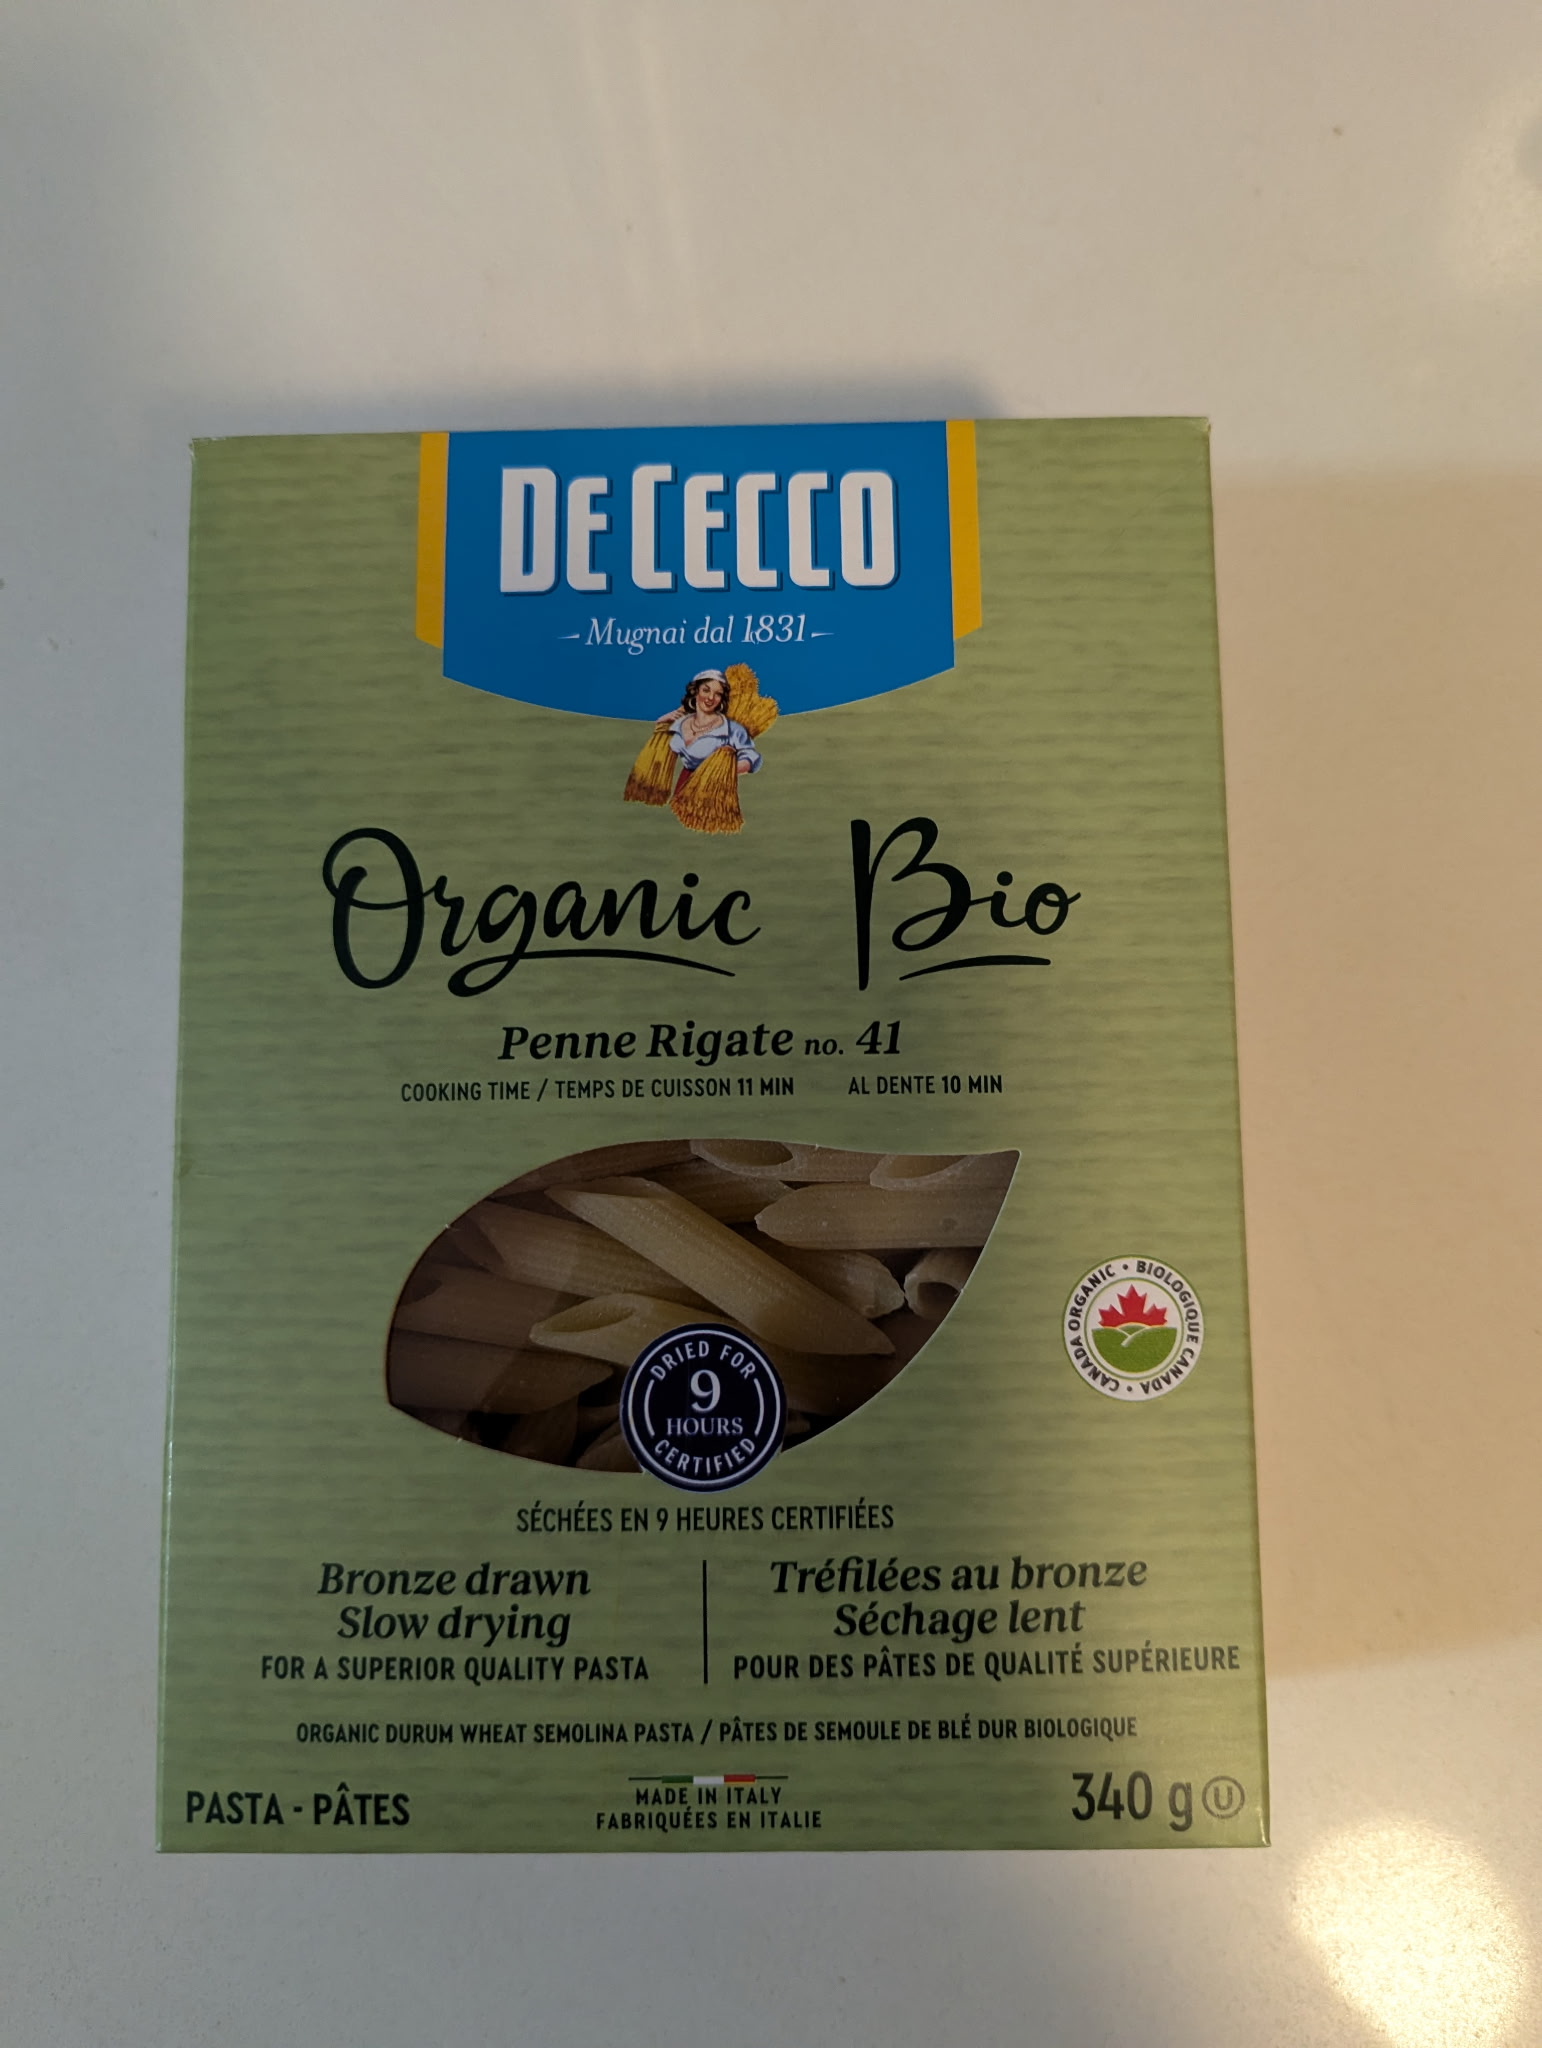 DE CECCO
- Mugnai dal 1831 -
Organic Bio
Penne Rigate no. 41
COOKING TIME / TEMPS DE CUISSON 11 MIN AL DENTE 10 MIN
CANADA ORGANIC • BIOLOGIQUE CANADA •
DRIED FOR
9
HOURS
CERTIFIED
SÉCHÉES EN 9 HEURES CERTIFIÉES
Bronze drawn
Slow drying
FOR A SUPERIOR QUALITY PASTA
Tréfilées au bronze
Séchage lent
POUR DES PÂTES DE QUALITÉ SUPÉRIEURE
ORGANIC DURUM WHEAT SEMOLINA PASTA / PÂTES DE SEMOULE DE BLÉ DUR BIOLOGIQUE
PASTA - PÂTES
MADE IN ITALY
FABRIQUÉES EN ITALIE
340 g U